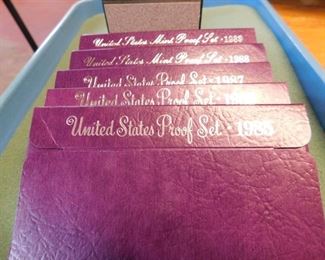 United States Mint Proof Set · 1989
United States Mint Proof Set · 1988
United States Proof Set · 1987
United States Proof Set ·
United States Proof Set · 1985